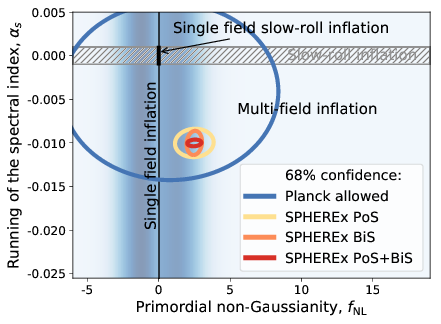 0.005
0.000
-0.005
-0.010
-0.015
-0.020
-0.025
Running of the spectral index, αs
Single field slow-roll inflation
Slow-roll inflation
Multi-field inflation
Single field inflation
68% confidence:
Planck allowed
SPHEREx PoS
SPHEREx BiS
SPHEREx PoS+BiS
-5
0
5
10
15
Primordial non-Gaussianity, fNL